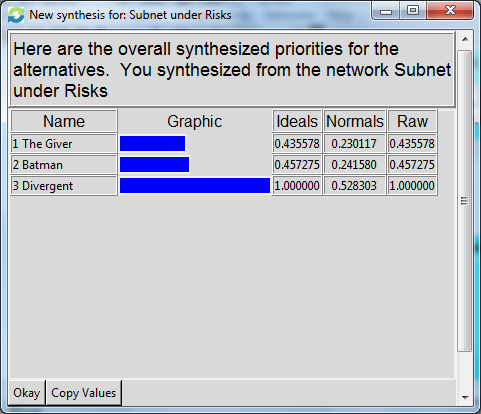 New synthesis for: Subnet under Risks
Here are the overall synthesized priorities for the
alternatives.  You synthesized from the network Subnet
under Risks
Name Graphic Ideals Normals Raw
1 The Giver 0.435578 0.230117 0.435578
2 Batman 0.457275 0.241580 0.457275
3 Divergent 1.000000 0.528303 1.000000
Okay Copy Values